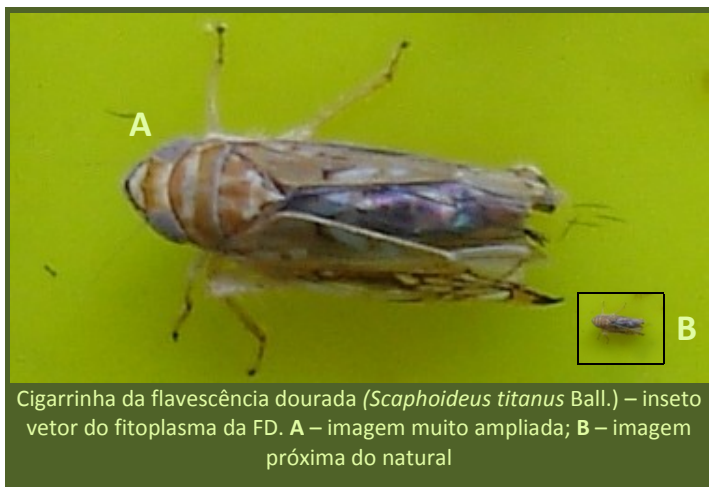 A
B
Cigarrinha da flavescência dourada (Scaphoideus titanus Ball.) – inseto
vetor do fitoplasma da FD. A – imagem muito ampliada; B – imagem
próxima do natural